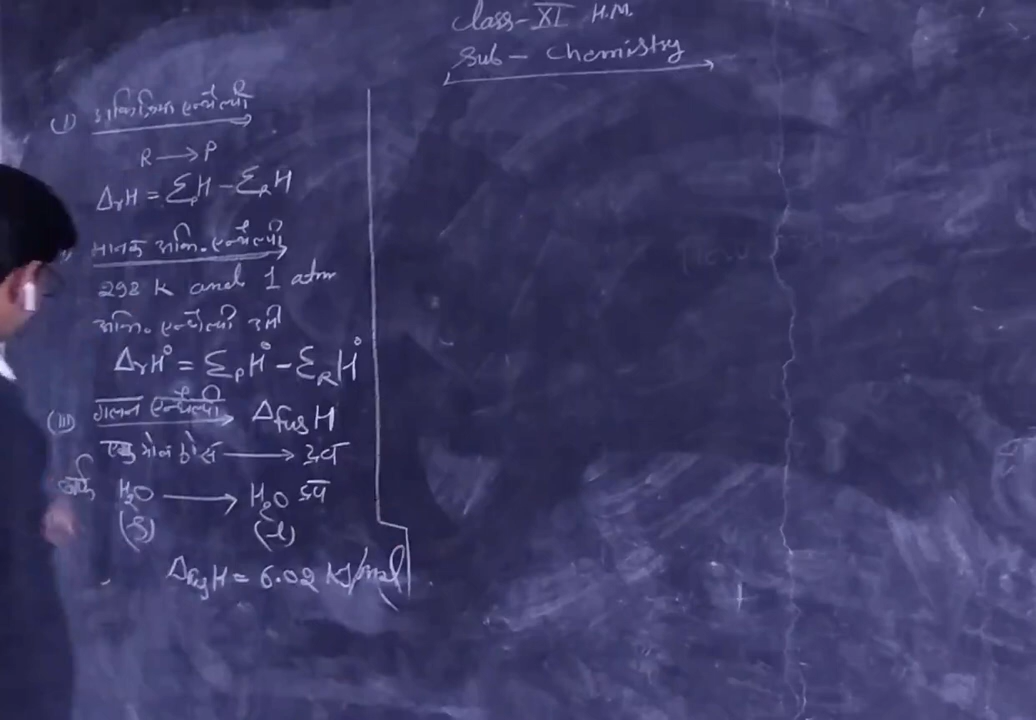 Class - XI H.M.
Sub - Chemistry
(I) अभिक्रिया एन्थैल्पी
R ⟶ P
ΔrH = ΣpH - ΣRH
मानक अभि. एन्थैल्पी
298 K and 1 atm
अभि. एन्थैल्पी
ΔrH° = ΣpH° - ΣRH°
(III) गलन एन्थैल्पी ΔfusH
एक मोल ठोस ⟶ द्रव
बर्फ H2O ⟶ H2O द्रव
(S) (l)
ΔfusH = 6.02 KJ/mol